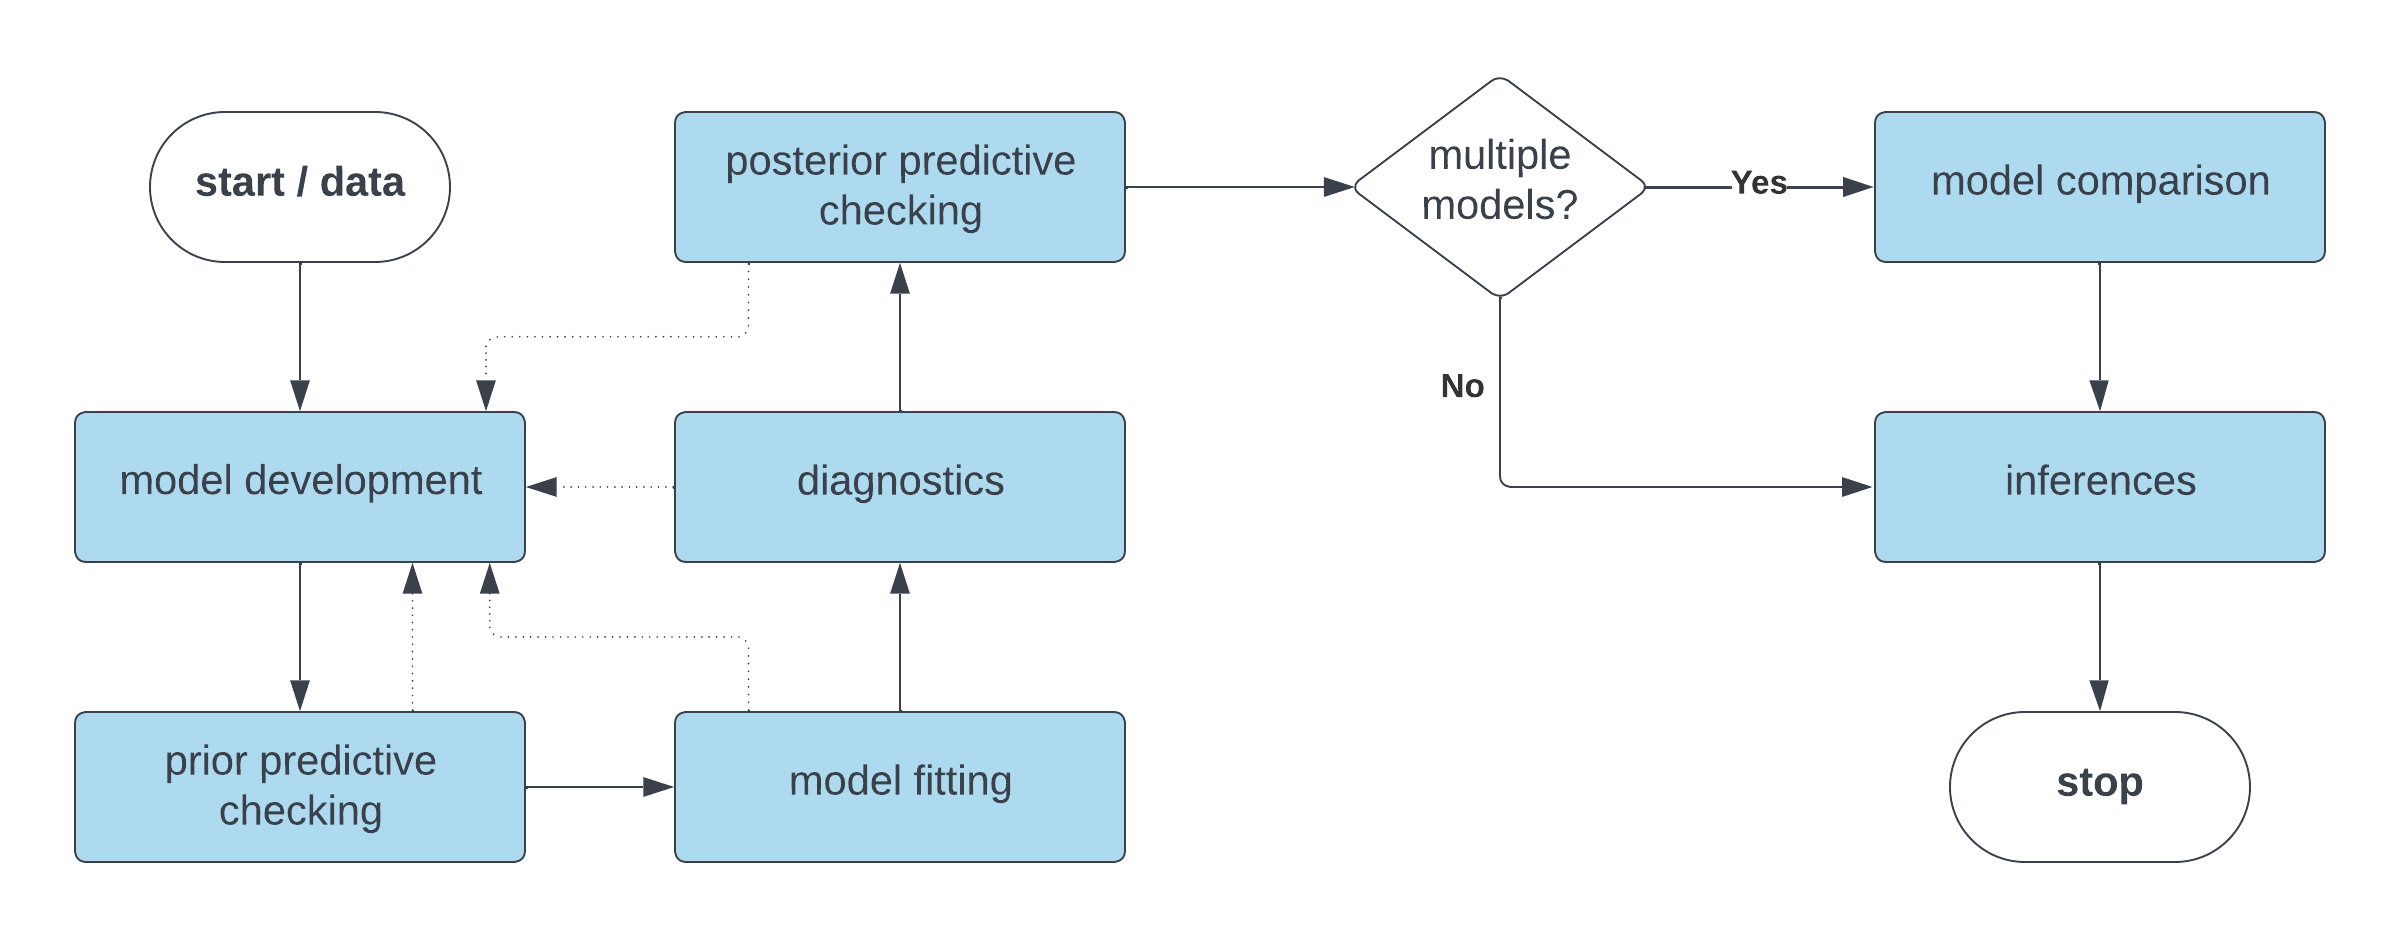 start / data
posterior predictive
checking
multiple
models?
Yes
model comparison
No
model development
diagnostics
inferences
prior predictive
checking
model fitting
stop